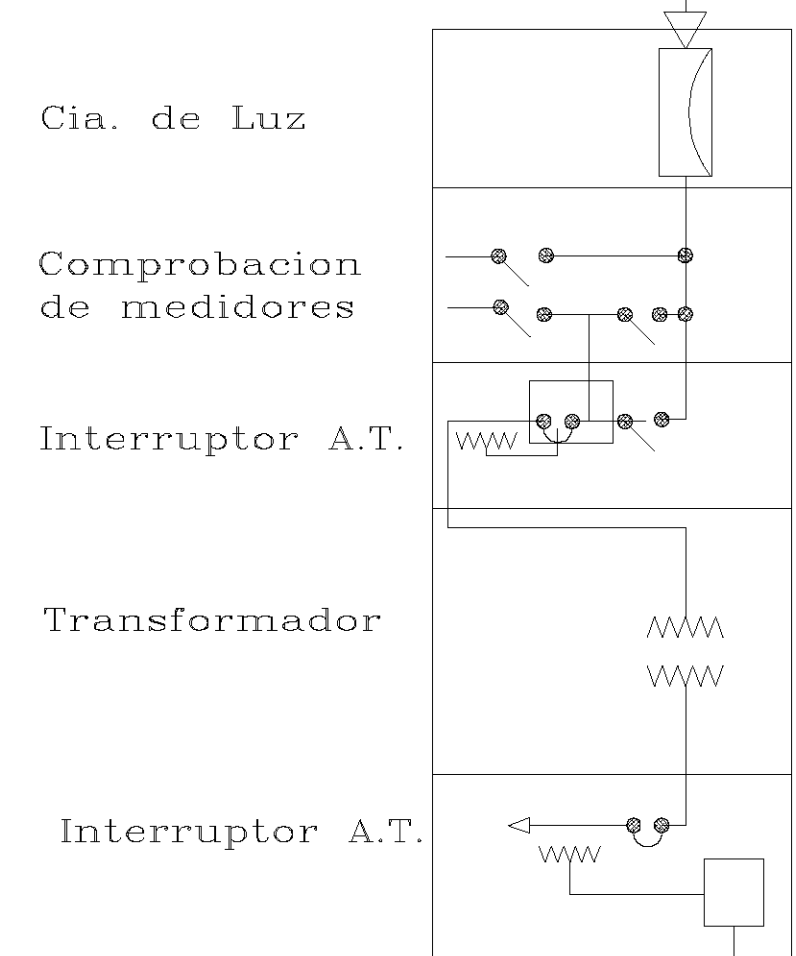 Cia. de Luz
Comprobacion
de medidores
Interruptor A.T.
Transformador
Interruptor A.T.